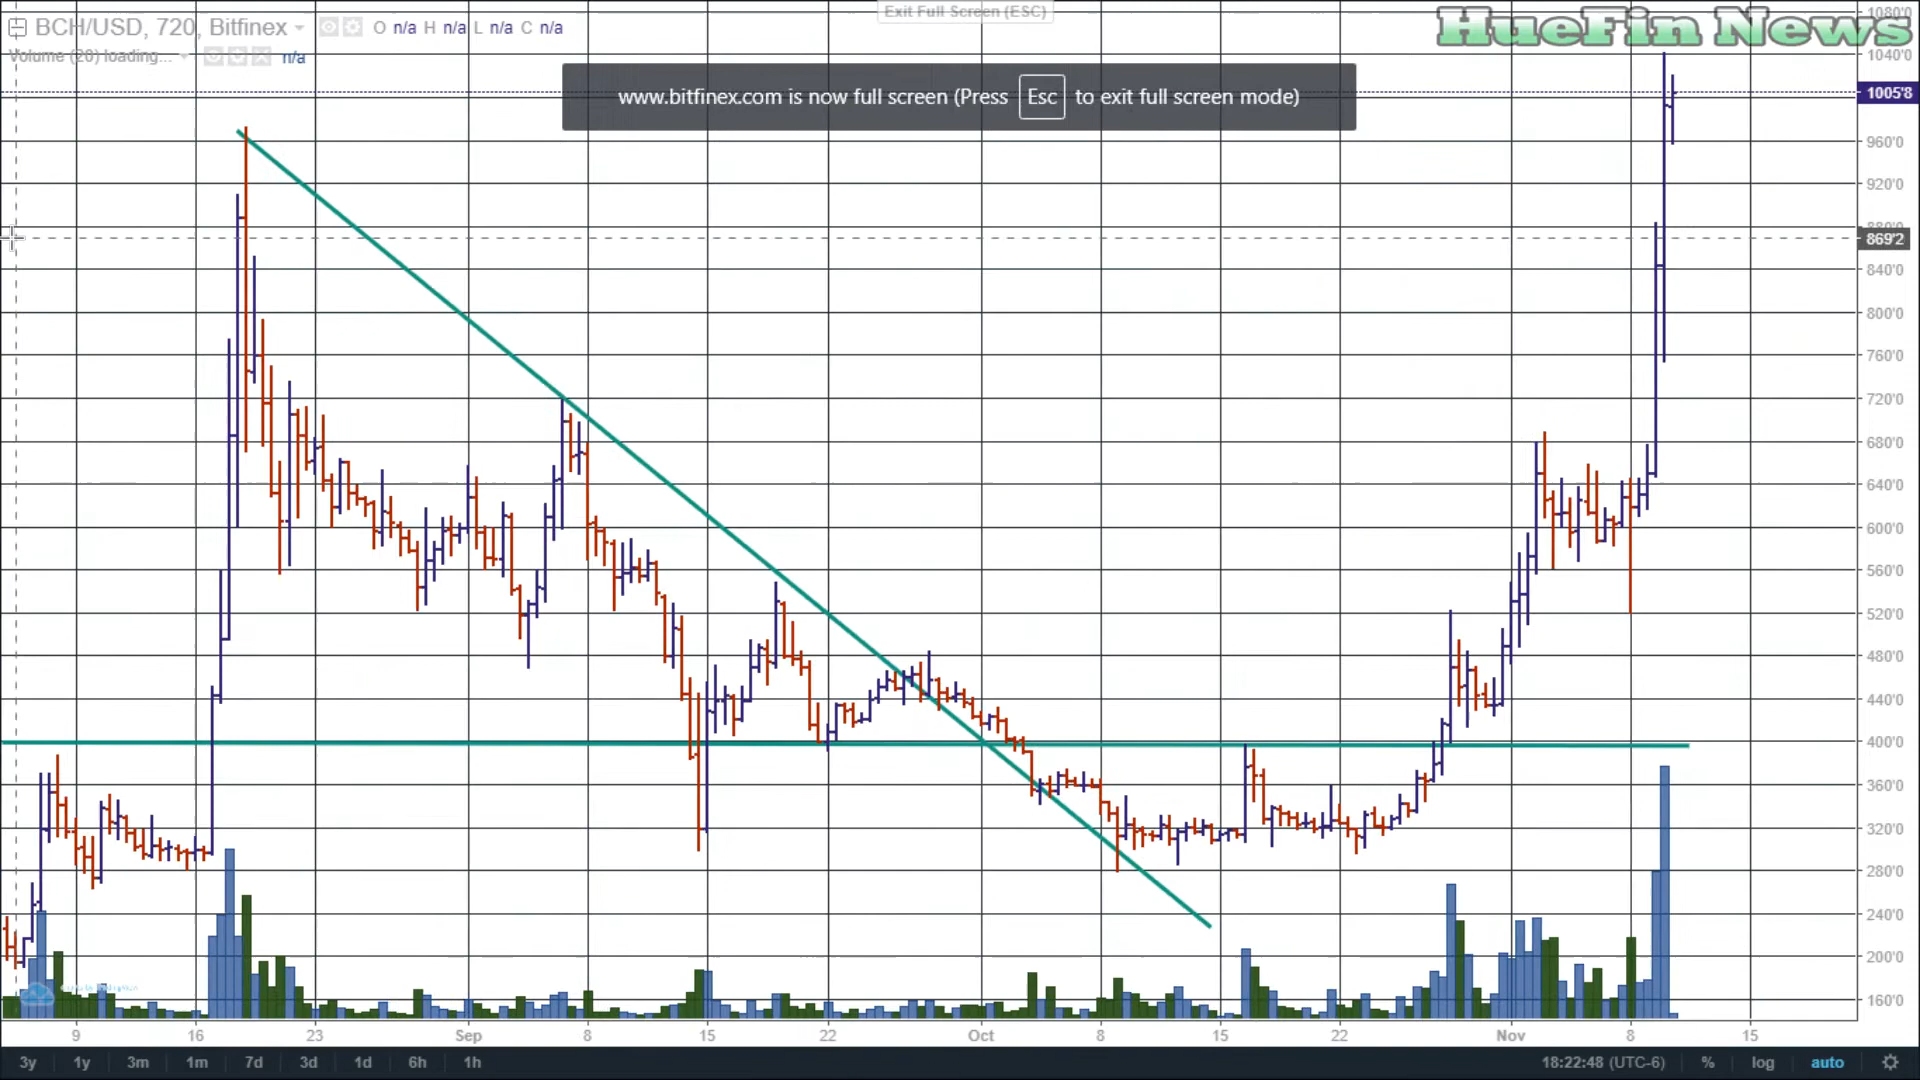 Exit Full Screen (ESC)
HueFin News
BCH/USD, 720, Bitfinex
O n/a H n/a L n/a C n/a
Volume (20) loading...
n/a
www.bitfinex.com is now full screen (Press Esc to exit full screen mode)
1080'0
1040'0
1005'8
960'0
920'0
880'0
869'2
840'0
800'0
760'0
720'0
680'0
640'0
600'0
560'0
520'0
480'0
440'0
400'0
360'0
320'0
280'0
240'0
200'0
160'0
9 16 23 Sep 8 15 22 Oct 8 15 22 Nov 8 15
3y 1y 3m 1m 7d 3d 1d 6h 1h
18:22:48 (UTC-6) % log auto